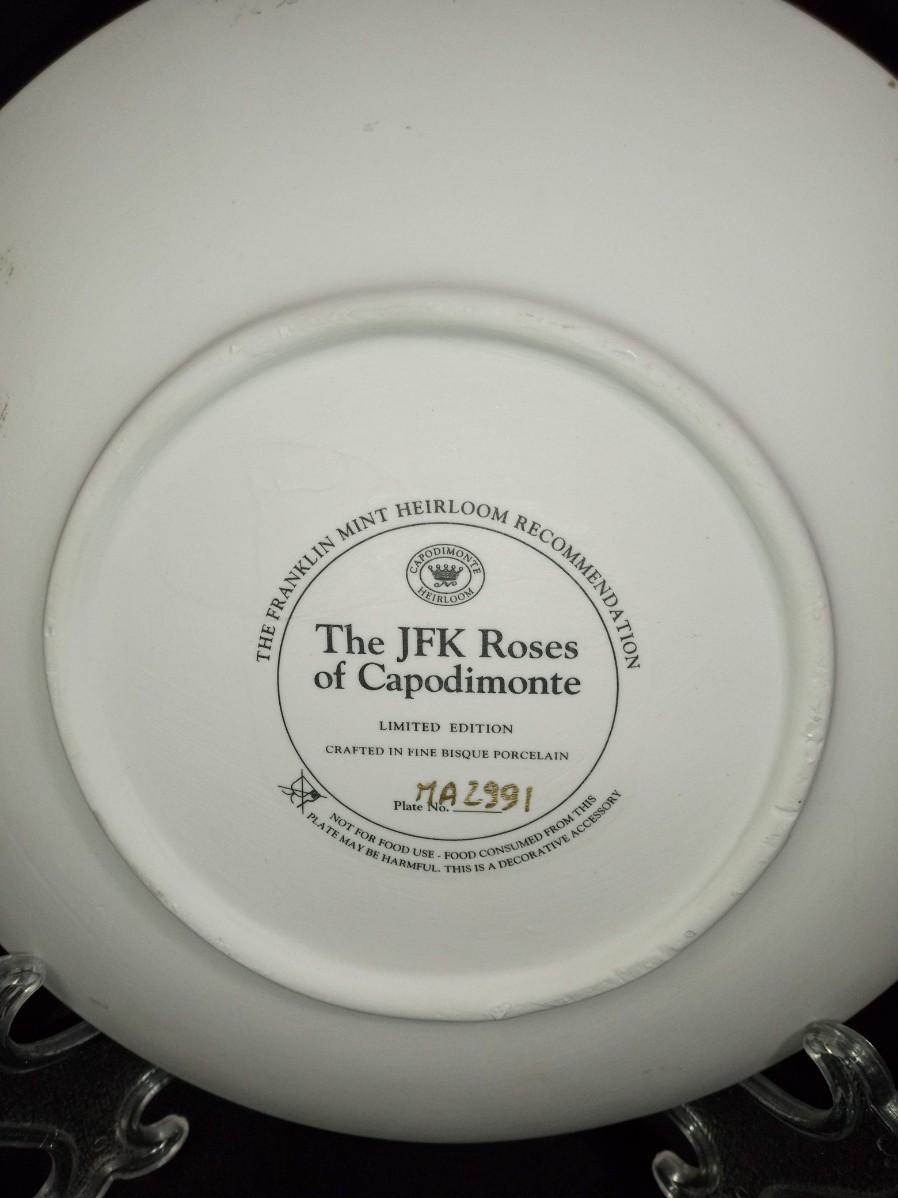 THE FRANKLIN MINT HEIRLOOM RECOMMENDATION
CAPODIMONTE
HEIRLOOM
The JFK Roses
of Capodimonte
LIMITED EDITION
CRAFTED IN FINE BISQUE PORCELAIN
Plate No. MA2991
NOT FOR FOOD USE - FOOD CONSUMED FROM THIS
PLATE MAY BE HARMFUL. THIS IS A DECORATIVE ACCESSORY